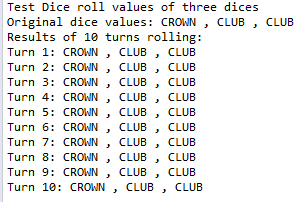 Test Dice roll values of three dices
Original dice values: CROWN , CLUB , CLUB
Results of 10 turns rolling:
Turn 1: CROWN , CLUB , CLUB
Turn 2: CROWN , CLUB , CLUB
Turn 3: CROWN , CLUB , CLUB
Turn 4: CROWN , CLUB , CLUB
Turn 5: CROWN , CLUB , CLUB
Turn 6: CROWN , CLUB , CLUB
Turn 7: CROWN , CLUB , CLUB
Turn 8: CROWN , CLUB , CLUB
Turn 9: CROWN , CLUB , CLUB
Turn 10: CROWN , CLUB , CLUB